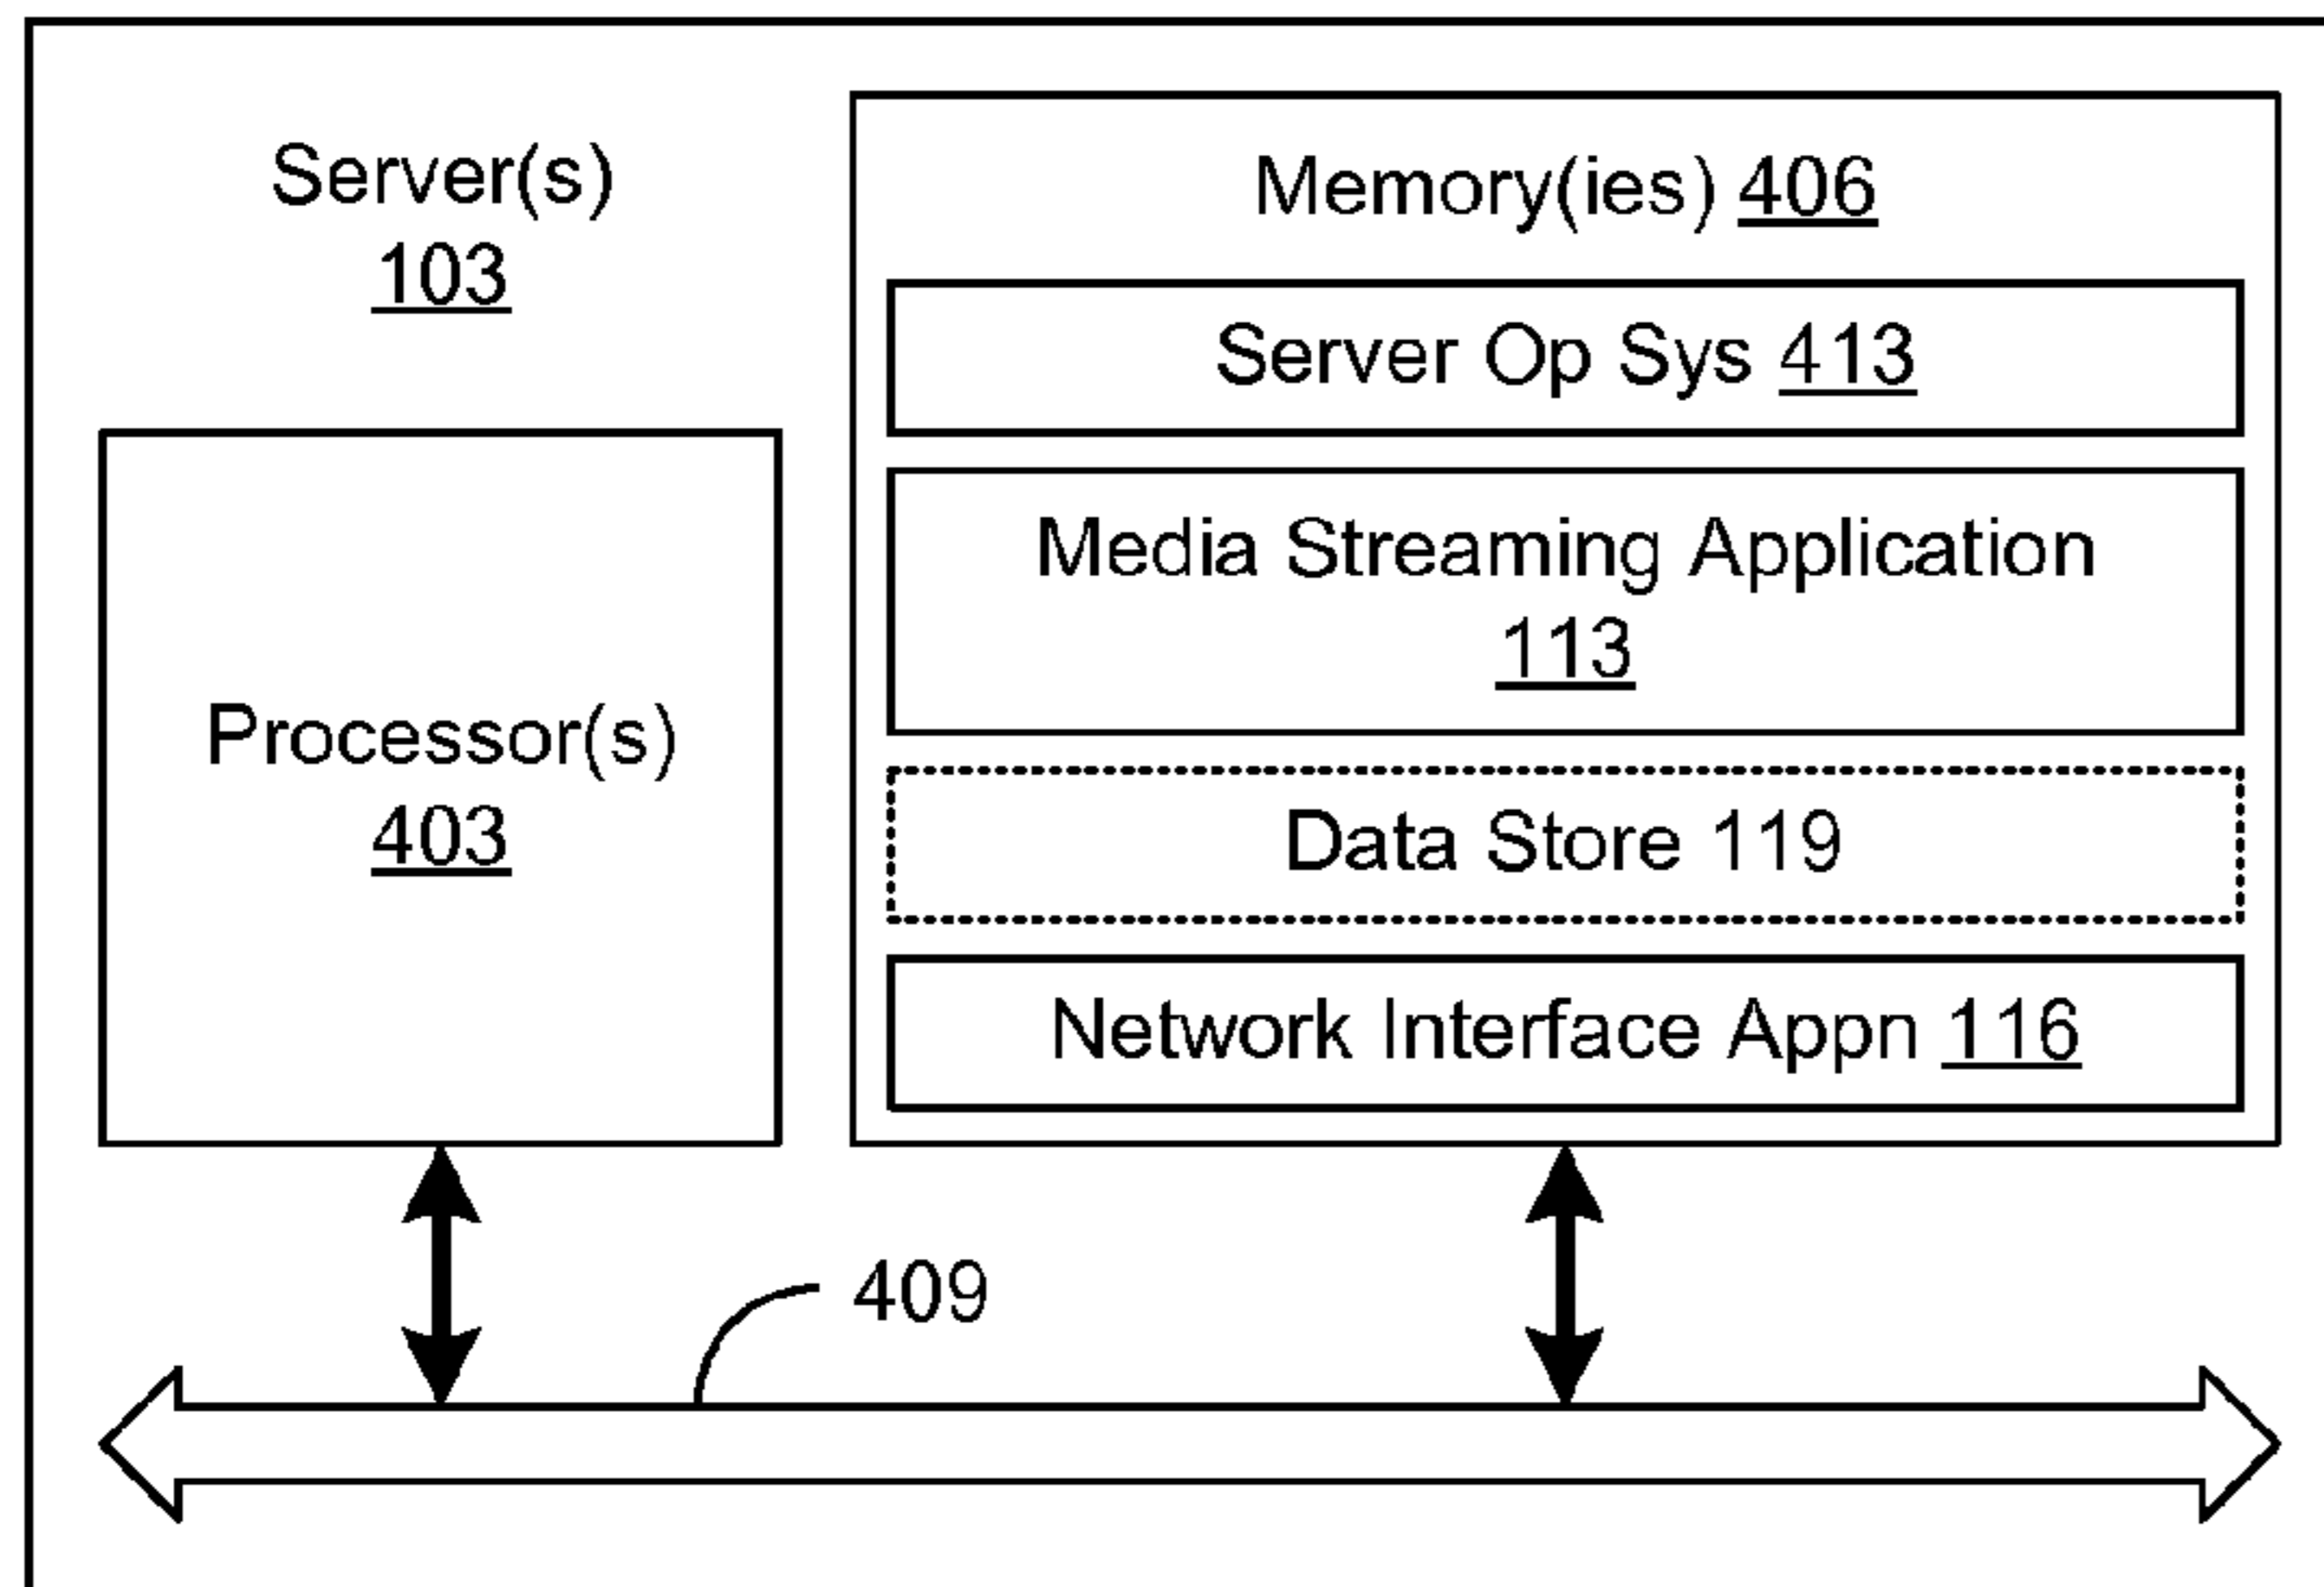 Server(s)
103
Memory(ies) 406
Server Op Sys 413
Media Streaming Application
113
Processor(s)
403
Data Store 119
Network Interface Appn 116
409